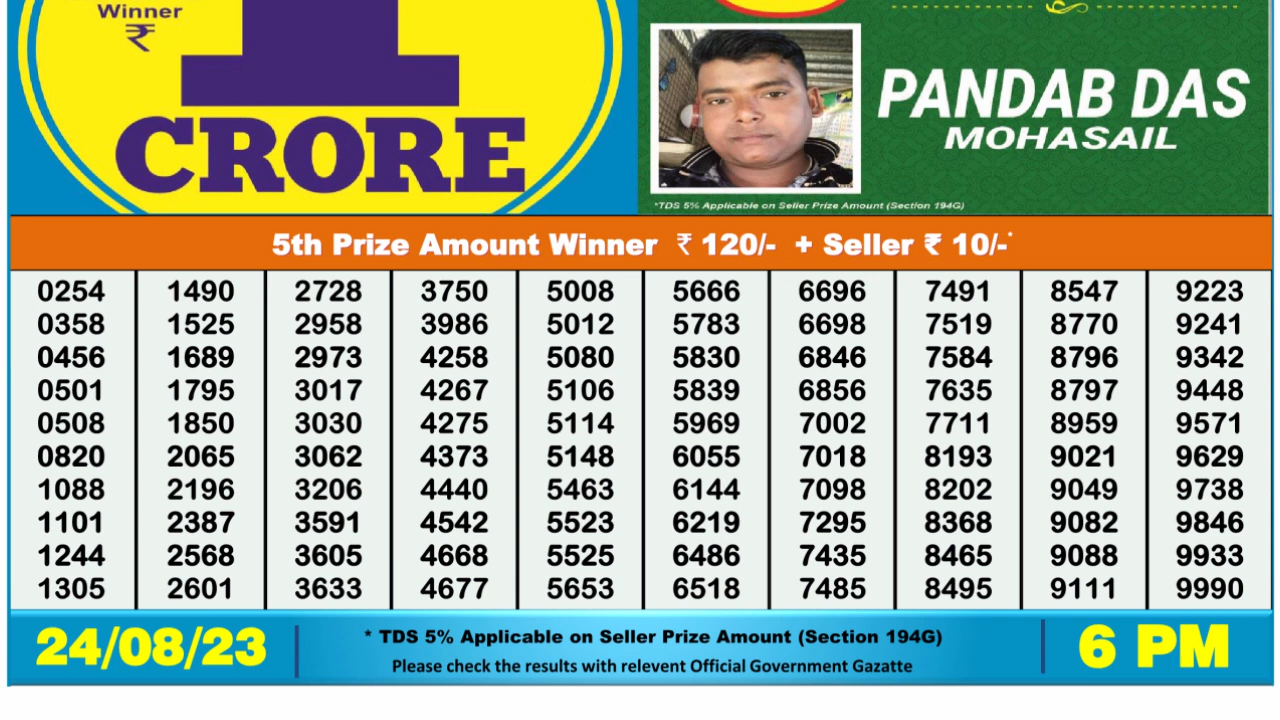 Winner
₹
1
CRORE
PANDAB DAS
MOHASAIL
*TDS 5% Applicable on Seller Prize Amount (Section 194G)
5th Prize Amount Winner ₹ 120/- + Seller ₹ 10/-*
0254 1490 2728 3750 5008 5666 6696 7491 8547 9223
0358 1525 2958 3986 5012 5783 6698 7519 8770 9241
0456 1689 2973 4258 5080 5830 6846 7584 8796 9342
0501 1795 3017 4267 5106 5839 6856 7635 8797 9448
0508 1850 3030 4275 5114 5969 7002 7711 8959 9571
0820 2065 3062 4373 5148 6055 7018 8193 9021 9629
1088 2196 3206 4440 5463 6144 7098 8202 9049 9738
1101 2387 3591 4542 5523 6219 7295 8368 9082 9846
1244 2568 3605 4668 5525 6486 7435 8465 9088 9933
1305 2601 3633 4677 5653 6518 7485 8495 9111 9990
24/08/23
* TDS 5% Applicable on Seller Prize Amount (Section 194G)
Please check the results with relevent Official Government Gazatte
6 PM